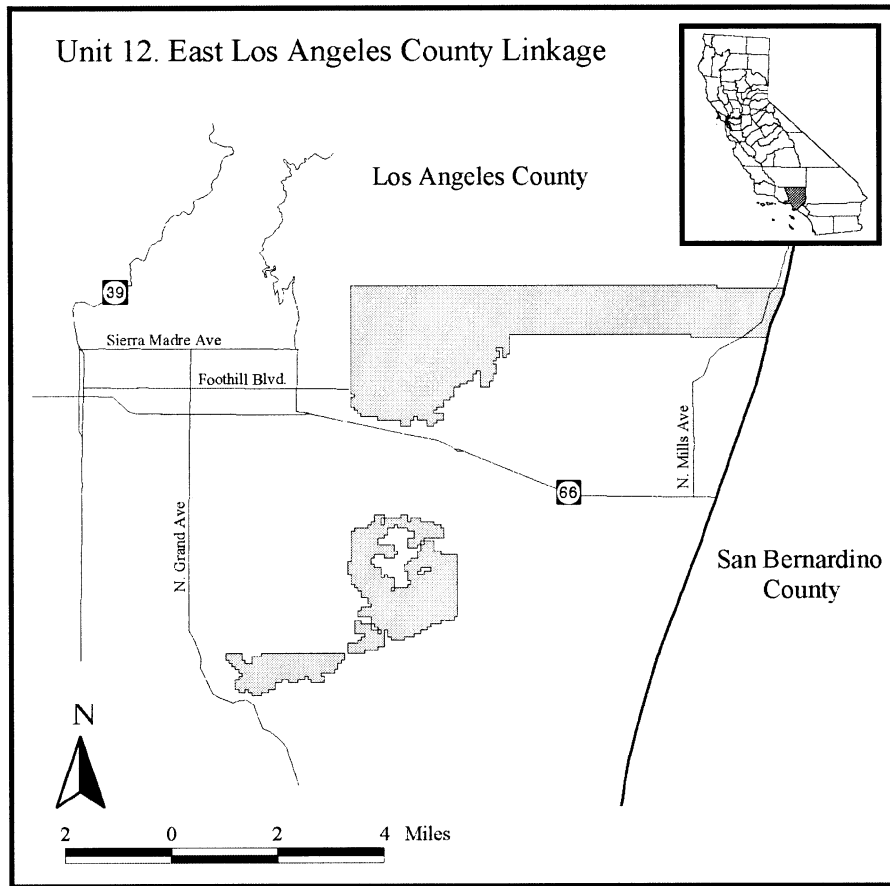 Unit 12. East Los Angeles County Linkage
Los Angeles County
39
Sierra Madre Ave
Foothill Blvd.
N. Mills Ave
66
N. Grand Ave
San Bernardino
County
N
2 0 2 4 Miles